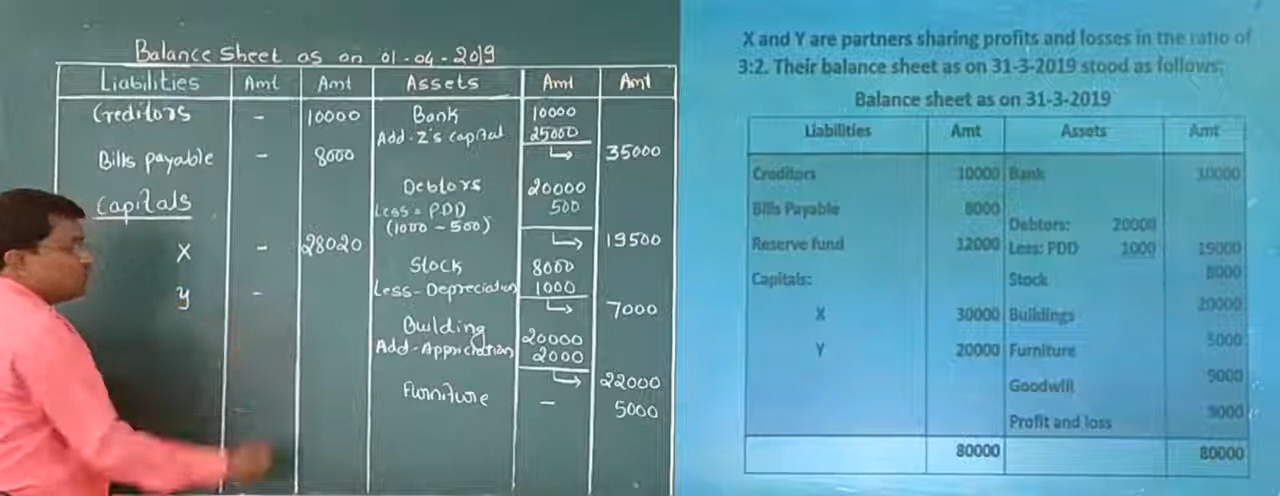 Balance sheet as on 01-04-2019
Liabilities Amt Amt Assets Amt Amt
Creditors - 10000 Bank 10000
Add-Z's capital 25000
Bills payable - 8000 ↳ 35000
Debtors 20000
Capitals Less = PDD 500
(1000-500)
X - 28020 ↳ 19500
Stock 8000
Y - Less-Depreciation 1000
↳ 7000
Building 20000
Add-Appriciation 2000
↳ 22000
Furniture - 5000
X and Y are partners sharing profits and losses in the ratio of
3:2. Their balance sheet as on 31-3-2019 stood as follows;
Balance sheet as on 31-3-2019
Liabilities Amt Assets Amt
Creditors 10000 Bank 10000
Bills Payable 8000
Debtors: 20000
Reserve fund 12000 Less: PDD 1000 19000
Capitals: Stock 8000
X 30000 Buildings 20000
Y 20000 Furniture 5000
Goodwill 9000
Profit and loss 9000
80000 80000